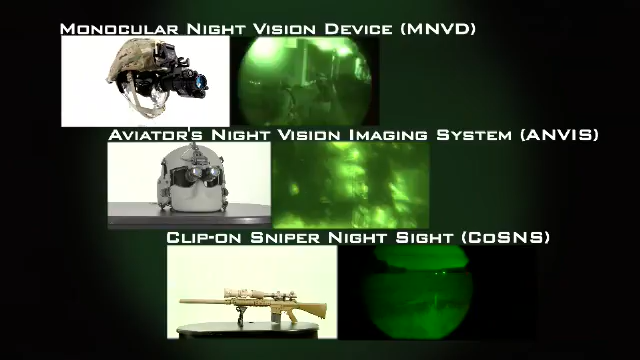 Monocular Night Vision Device (MNVD)
Aviator's Night Vision Imaging System (ANVIS)
Clip-on Sniper Night Sight (CoSNS)